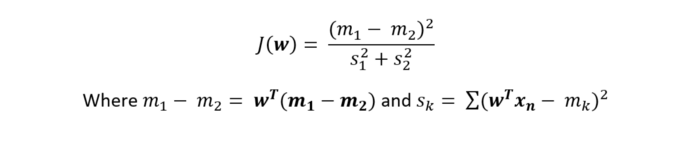 J(w) = (m₁ − m₂)² / s₁² + s₂²
Where m₁ − m₂ = wᵀ(m₁ − m₂) and sₖ = ∑(wᵀxₙ − mₖ)²